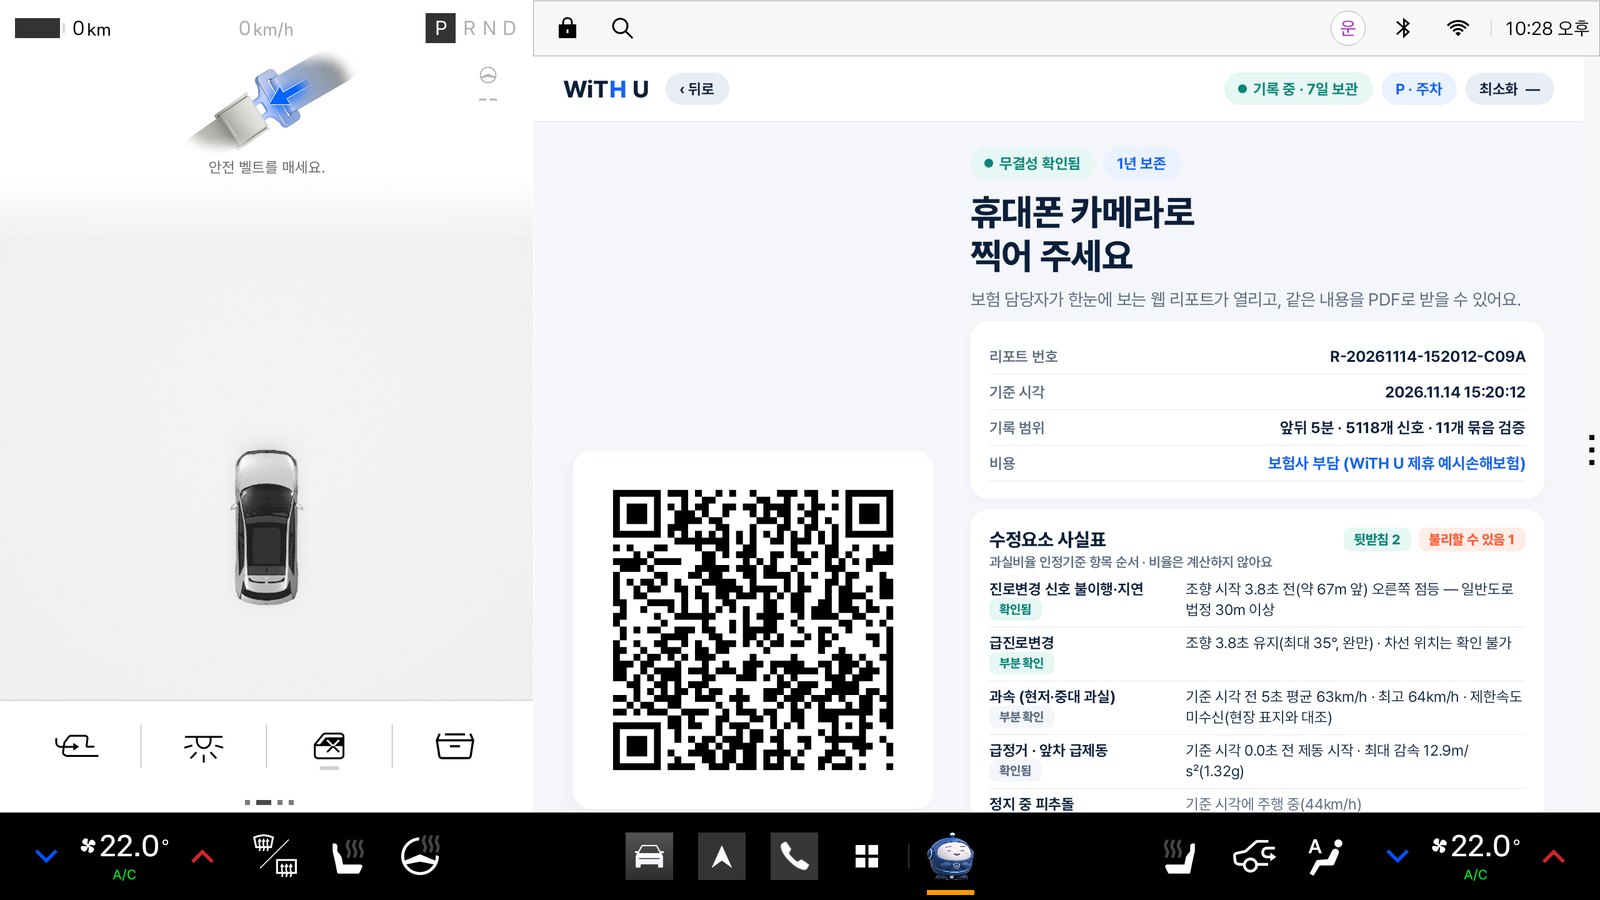 0 km
0 km/h
P R N D
안전 벨트를 매세요.
운
10:28 오후
WiTH U
‹ 뒤로
기록 중 · 7일 보관
P · 주차
최소화 —
무결성 확인됨
1년 보존
휴대폰 카메라로
찍어 주세요
보험 담당자가 한눈에 보는 웹 리포트가 열리고, 같은 내용을 PDF로 받을 수 있어요.
리포트 번호 R-20261114-152012-C09A
기준 시각 2026.11.14 15:20:12
기록 범위 앞뒤 5분 · 5118개 신호 · 11개 묶음 검증
비용 보험사 부담 (WiTH U 제휴 예시손해보험)
수정요소 사실표
뒷받침 2
불리할 수 있음 1
과실비율 인정기준 항목 순서 · 비율은 계산하지 않아요
진로변경 신호 불이행·지연
확인됨
조향 시작 3.8초 전(약 67m 앞) 오른쪽 점등 — 일반도로
법정 30m 이상
급진로변경
부분 확인
조향 3.8초 유지(최대 35°, 완만) · 차선 위치는 확인 불가
과속 (현저·중대 과실)
부분 확인
기준 시각 전 5초 평균 63km/h · 최고 64km/h · 제한속도
미수신(현장 표지와 대조)
급정거 · 앞차 급제동
확인됨
기준 시각 0.0초 전 제동 시작 · 최대 감속 12.9m/
s²(1.32g)
정지 중 피추돌
기준 시각에 주행 중(44km/h)
22.0°
A/C
A
22.0°
A/C